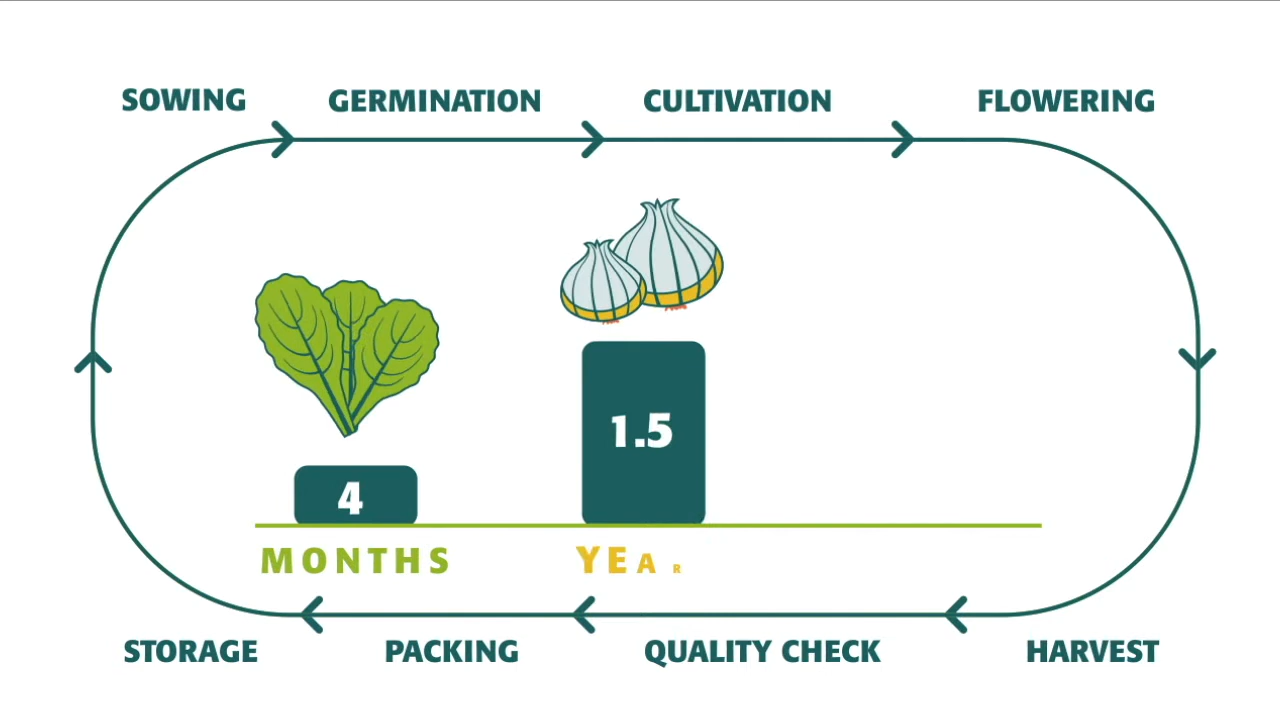 SOWING GERMINATION CULTIVATION FLOWERING
4
1.5
MONTHS YEAR
STORAGE PACKING QUALITY CHECK HARVEST